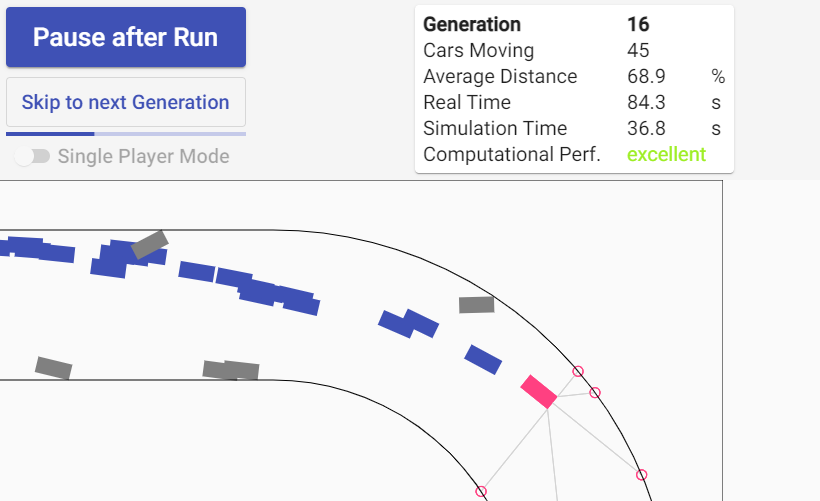 Pause after Run
Skip to next Generation
Single Player Mode
Generation 16
Cars Moving 45
Average Distance 68.9 %
Real Time 84.3 s
Simulation Time 36.8 s
Computational Perf. excellent